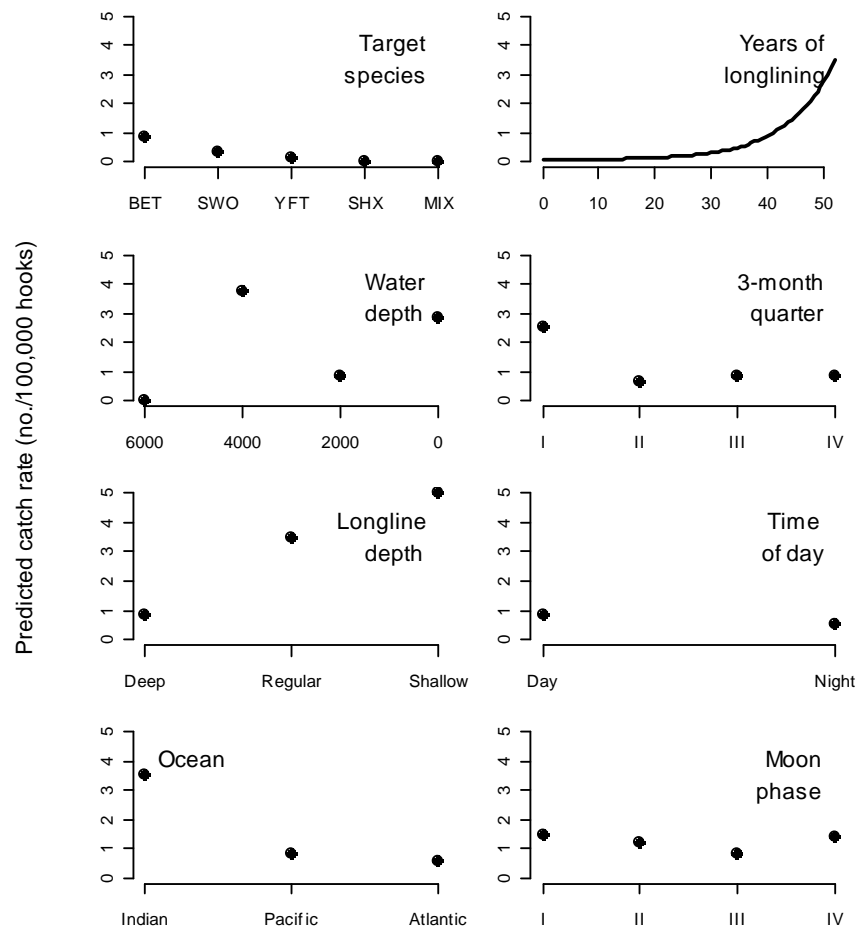 Predicted catch rate (no./100,000 hooks)
Target
species
0 1 2 3 4 5
BET SWO YFT SHX MIX
Years of
longlining
0 1 2 3 4 5
0 10 20 30 40 50
Water
depth
0 1 2 3 4 5
6000 4000 2000 0
3-month
quarter
0 1 2 3 4 5
I II III IV
Longline
depth
0 1 2 3 4 5
Deep Regular Shallow
Time
of day
0 1 2 3 4 5
Day Night
Ocean
0 1 2 3 4 5
Indian Pacific Atlantic
Moon
phase
0 1 2 3 4 5
I II III IV